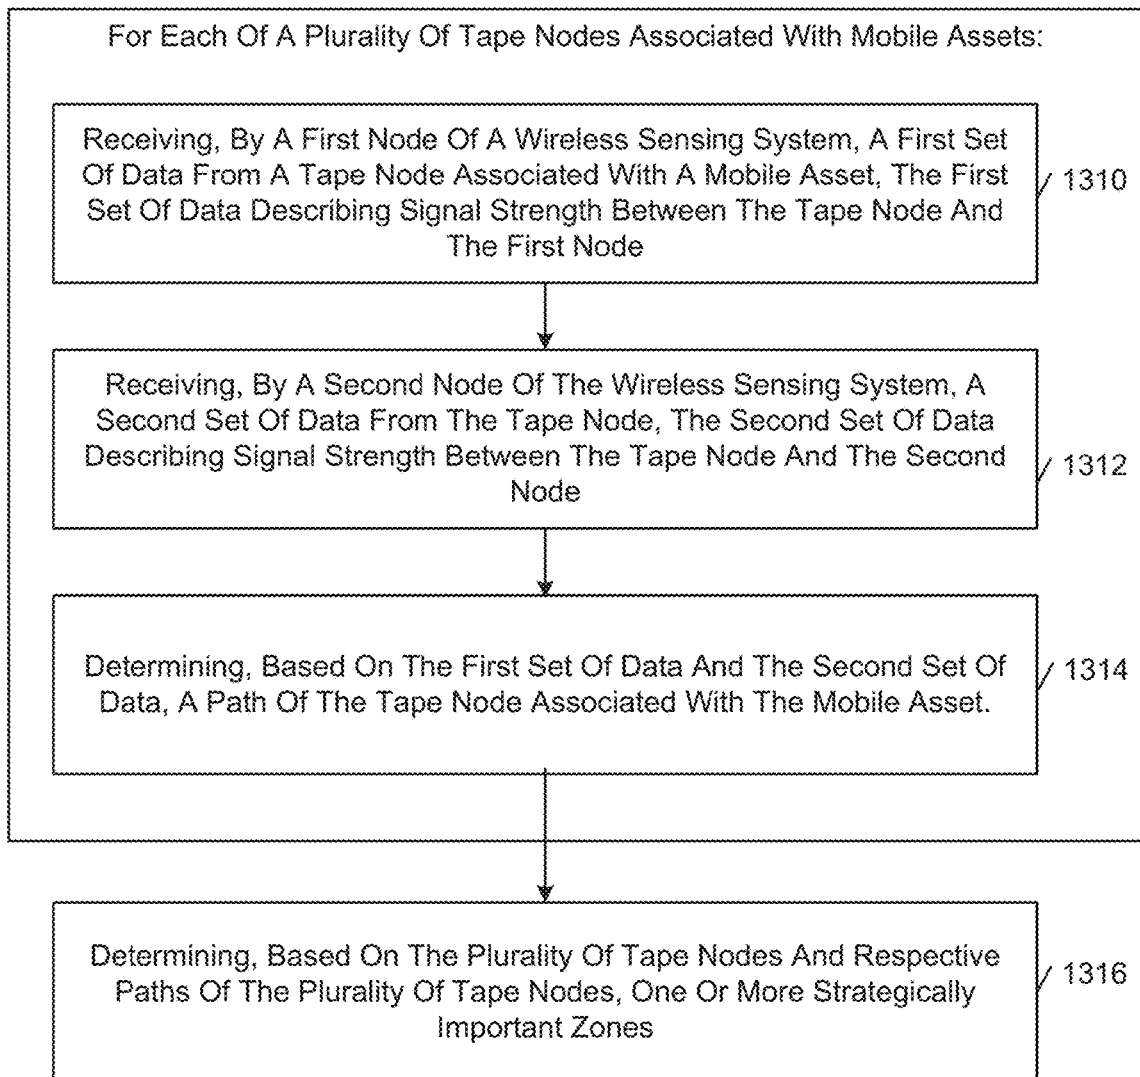 For Each Of A Plurality Of Tape Nodes Associated With Mobile Assets:
Receiving, By A First Node Of A Wireless Sensing System, A First Set
Of Data From A Tape Node Associated With A Mobile Asset, The First
Set Of Data Describing Signal Strength Between The Tape Node And
The First Node
1310
Receiving, By A Second Node Of The Wireless Sensing System, A
Second Set Of Data From The Tape Node, The Second Set Of Data
Describing Signal Strength Between The Tape Node And The Second
Node
1312
Determining, Based On The First Set Of Data And The Second Set Of
Data, A Path Of The Tape Node Associated With The Mobile Asset.
1314
Determining, Based On The Plurality Of Tape Nodes And Respective
Paths Of The Plurality Of Tape Nodes, One Or More Strategically
Important Zones
1316